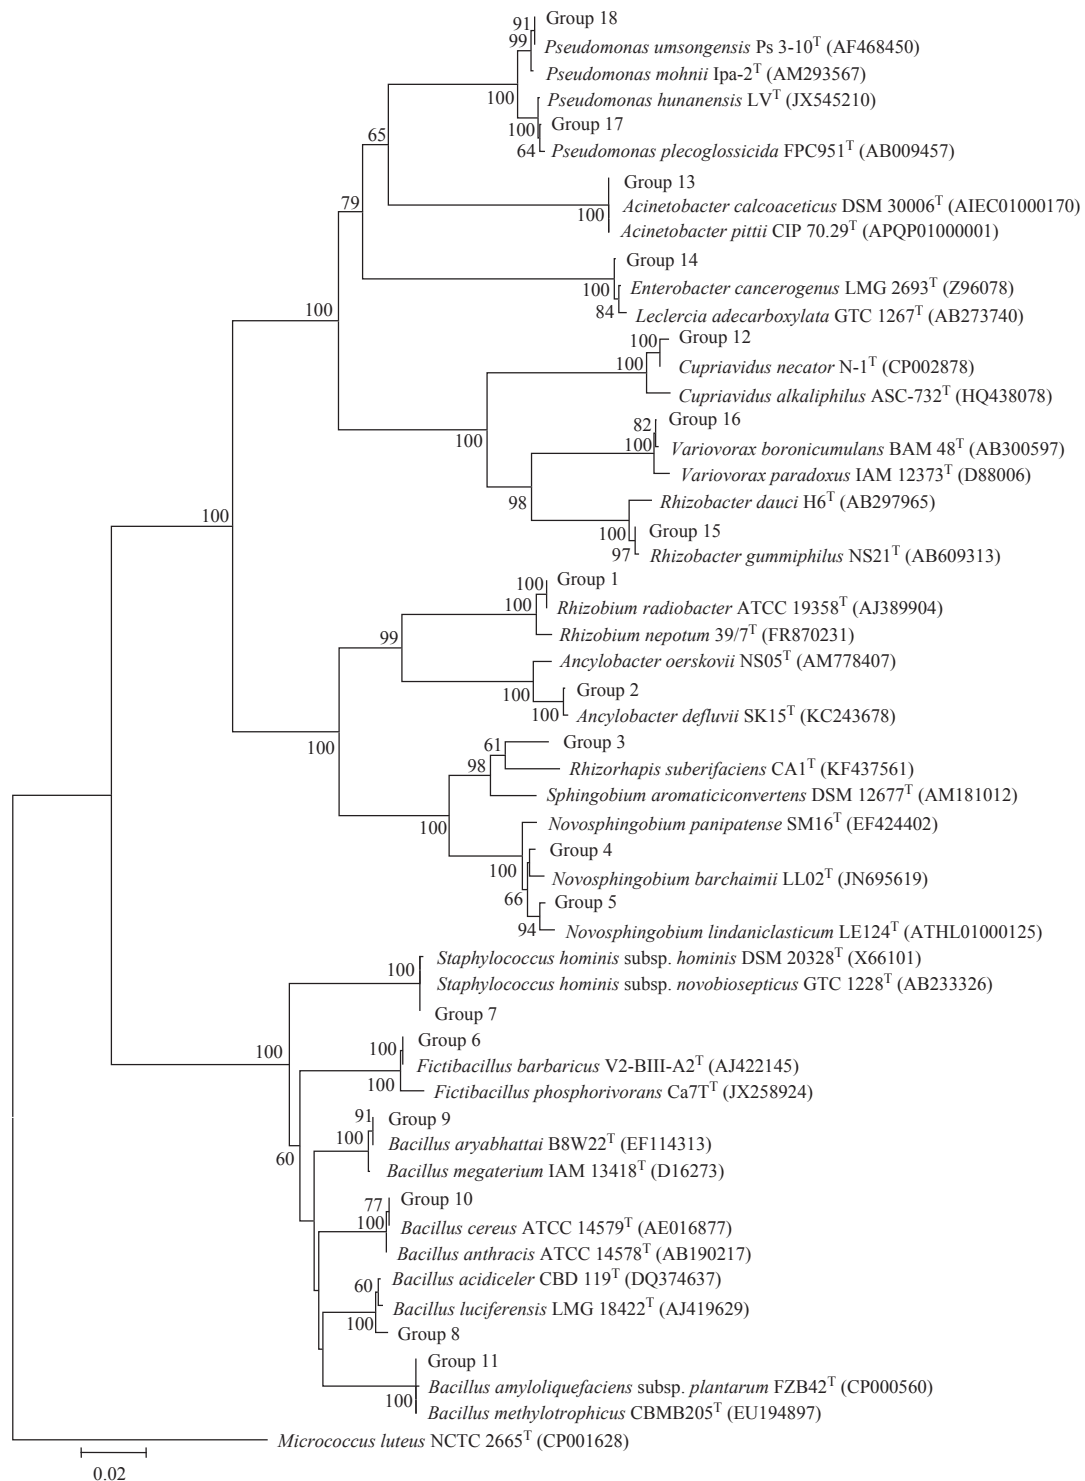 91 Group 18
99 Pseudomonas umsongensis Ps 3-10T (AF468450)
Pseudomonas mohnii Ipa-2T (AM293567)
100 Pseudomonas hunanensis LVT (JX545210)
100 Group 17
65
64 Pseudomonas plecoglossicida FPC951T (AB009457)
Group 13
79
100 Acinetobacter calcoaceticus DSM 30006T (AIEC01000170)
Acinetobacter pittii CIP 70.29T (APQP01000001)
Group 14
100 Enterobacter cancerogenus LMG 2693T (Z96078)
100
84 Leclercia adecarboxylata GTC 1267T (AB273740)
100 Group 12
100 Cupriavidus necator N-1T (CP002878)
Cupriavidus alkaliphilus ASC-732T (HQ438078)
82 Group 16
100
100 Variovorax boronicumulans BAM 48T (AB300597)
Variovorax paradoxus IAM 12373T (D88006)
98 Rhizobacter dauci H6T (AB297965)
100
100 Group 15
97 Rhizobacter gummiphilus NS21T (AB609313)
100 Group 1
100 Rhizobium radiobacter ATCC 19358T (AJ389904)
99 Rhizobium nepotum 39/7T (FR870231)
Ancylobacter oerskovii NS05T (AM778407)
100 Group 2
100 Ancylobacter defluvii SK15T (KC243678)
100
61 Group 3
98 Rhizorhapis suberifaciens CA1T (KF437561)
Sphingobium aromaticiconvertens DSM 12677T (AM181012)
100 Novosphingobium panipatense SM16T (EF424402)
Group 4
100 Novosphingobium barchaimii LL02T (JN695619)
66 Group 5
94 Novosphingobium lindaniclasticum LE124T (ATHL01000125)
Staphylococcus hominis subsp. hominis DSM 20328T (X66101)
100 Staphylococcus hominis subsp. novobiosepticus GTC 1228T (AB233326)
Group 7
100
100 Group 6
Fictibacillus barbaricus V2-BIII-A2T (AJ422145)
100 Fictibacillus phosphorivorans Ca7TT (JX258924)
91 Group 9
100 Bacillus aryabhattai B8W22T (EF114313)
60 Bacillus megaterium IAM 13418T (D16273)
77 Group 10
100 Bacillus cereus ATCC 14579T (AE016877)
Bacillus anthracis ATCC 14578T (AB190217)
60 Bacillus acidiceler CBD 119T (DQ374637)
Bacillus luciferensis LMG 18422T (AJ419629)
100 Group 8
Group 11
100 Bacillus amyloliquefaciens subsp. plantarum FZB42T (CP000560)
Bacillus methylotrophicus CBMB205T (EU194897)
Micrococcus luteus NCTC 2665T (CP001628)
0.02